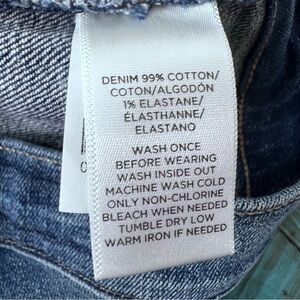 DENIM 99% COTTON/
COTON/ALGODÓN
1% ELASTANE/
ÉLASTHANNE/
ELASTANO
WASH ONCE
BEFORE WEARING
WASH INSIDE OUT
MACHINE WASH COLD
ONLY NON-CHLORINE
BLEACH WHEN NEEDED
TUMBLE DRY LOW
WARM IRON IF NEEDED